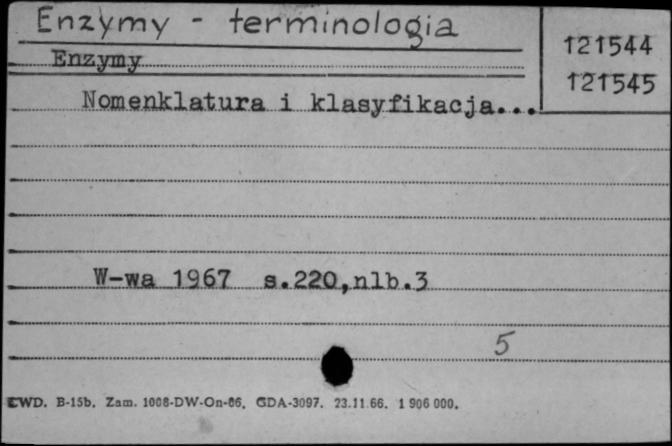 Enzymy - terminologia
121544
Enzymy
121545
Nomenklatura i klasyfikacja...
W-wa 1967 s.220,nlb.3
5
CWD. B-15b. Zam. 1008-DW-On-66. GDA-3097. 23.11.66. 1 906 000.